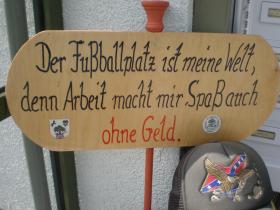 Der Fußballplatz ist meine Welt,
denn Arbeit macht mir Spaß auch
ohne Geld.